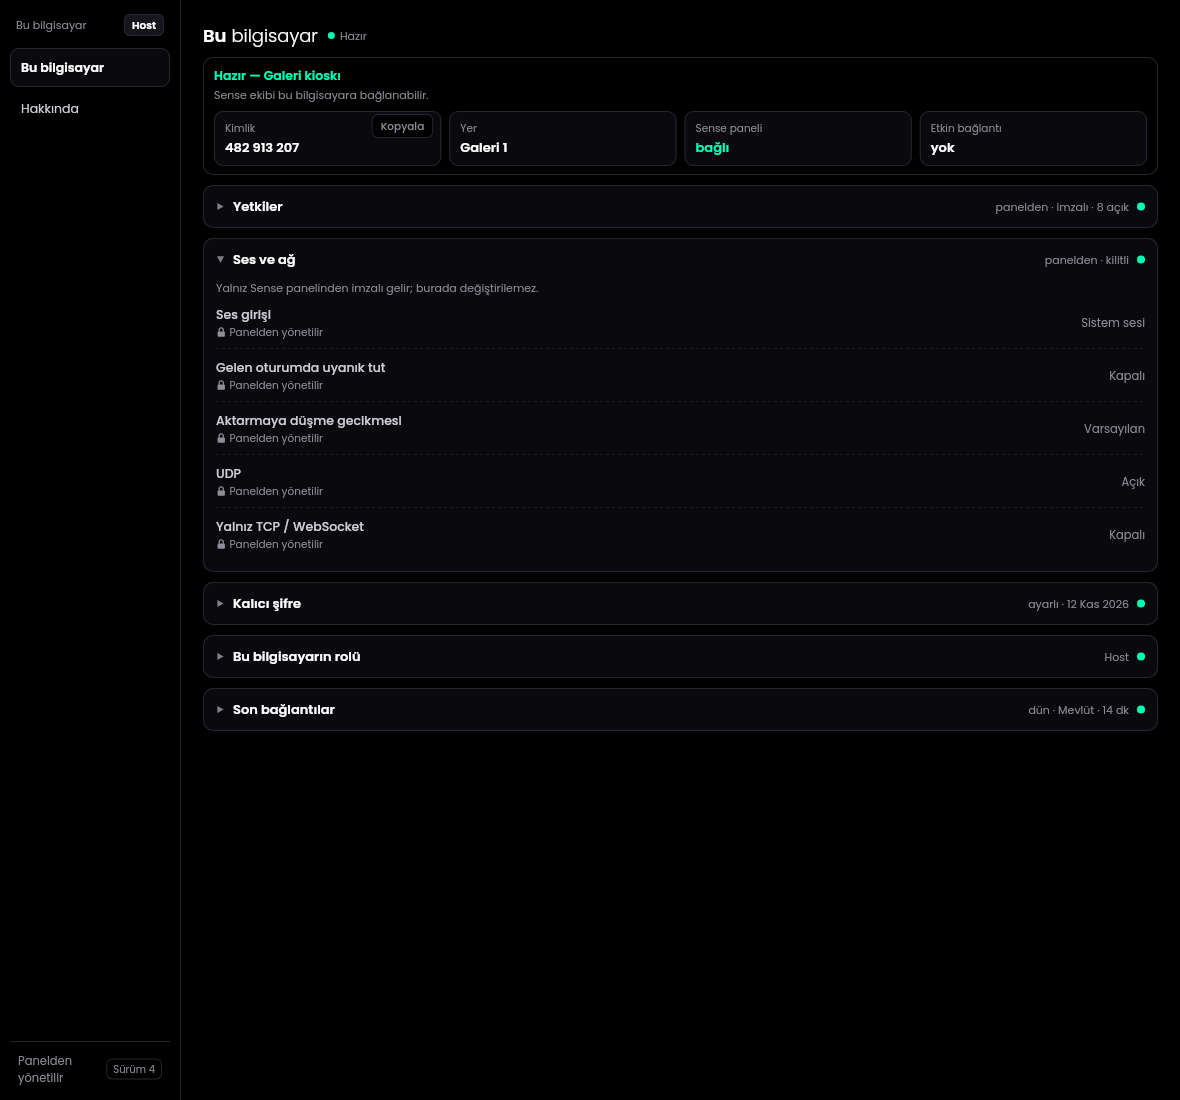 Bu bilgisayar
Host
Bu bilgisayar
Hakkında
Panelden
yönetilir
Sürüm 4
Bu bilgisayar
Hazır
Hazır — Galeri kioskı
Sense ekibi bu bilgisayara bağlanabilir.
Kimlik
Kopyala
482 913 207
Yer
Galeri 1
Sense paneli
bağlı
Etkin bağlantı
yok
Yetkiler
panelden · imzalı · 8 açık
Ses ve ağ
panelden · kilitli
Yalnız Sense panelinden imzalı gelir; burada değiştirilemez.
Ses girişi
Panelden yönetilir
Sistem sesi
Gelen oturumda uyanık tut
Panelden yönetilir
Kapalı
Aktarmaya düşme gecikmesi
Panelden yönetilir
Varsayılan
UDP
Panelden yönetilir
Açık
Yalnız TCP / WebSocket
Panelden yönetilir
Kapalı
Kalıcı şifre
ayarlı · 12 Kas 2026
Bu bilgisayarın rolü
Host
Son bağlantılar
dün · Mevlüt · 14 dk